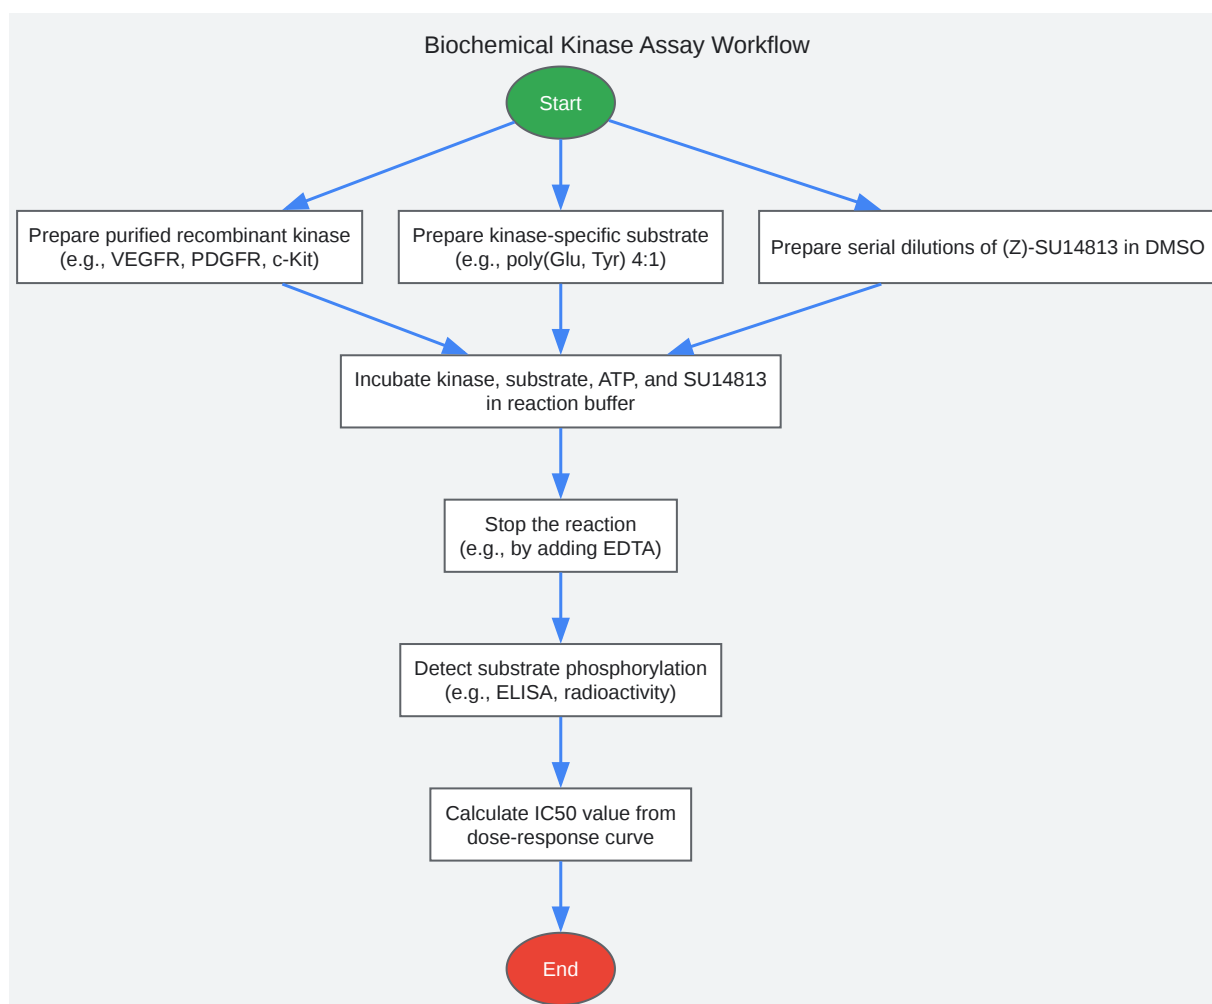 Biochemical Kinase Assay Workflow
Start
Prepare purified recombinant kinase
(e.g., VEGFR, PDGFR, c-Kit)
Prepare kinase-specific substrate
(e.g., poly(Glu, Tyr) 4:1)
Prepare serial dilutions of (Z)-SU14813 in DMSO
Incubate kinase, substrate, ATP, and SU14813
in reaction buffer
Stop the reaction
(e.g., by adding EDTA)
Detect substrate phosphorylation
(e.g., ELISA, radioactivity)
Calculate IC50 value from
dose-response curve
End